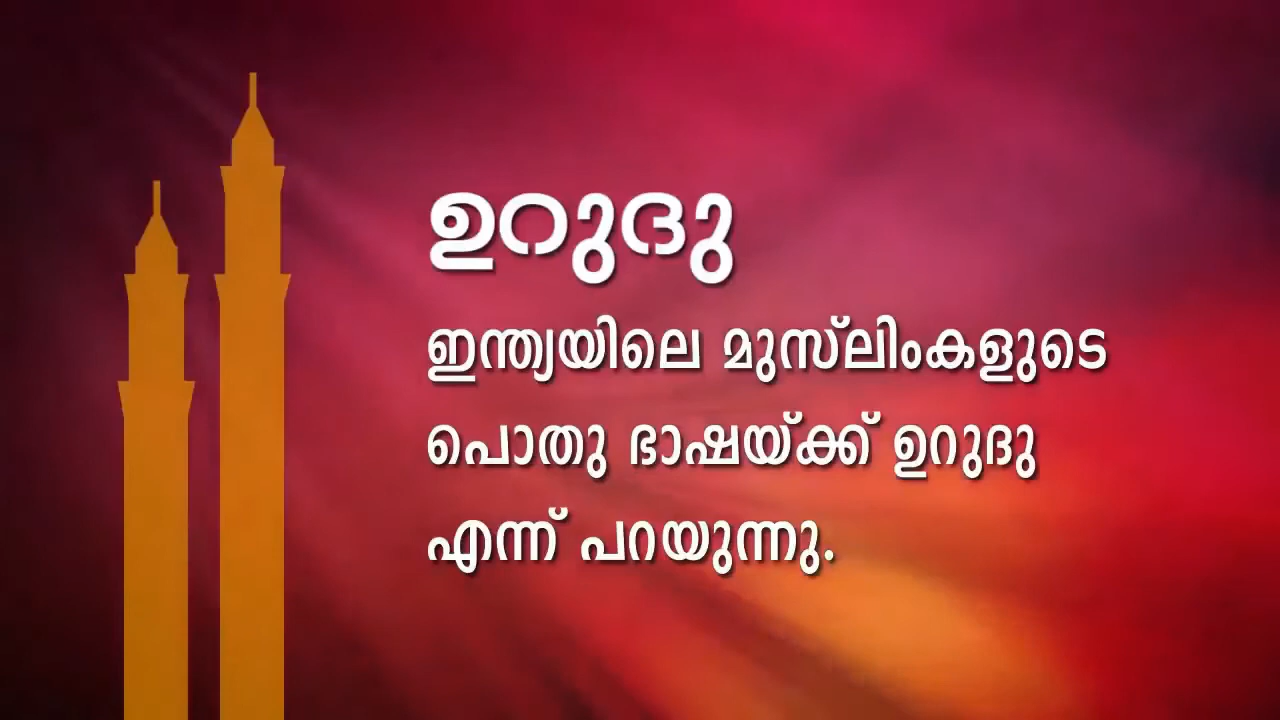 ഉറുദു
ഇന്ത്യയിലെ മുസ്‌ലിംകളുടെ
പൊതു ഭാഷയ്ക്ക് ഉറുദു
എന്ന് പറയുന്നു.